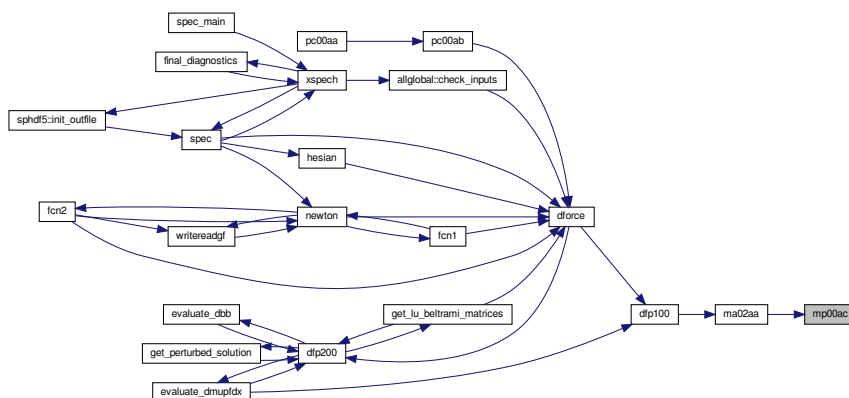 spec_main
final_diagnostics
sphdf5::init_outfile
pc00aa
pc00ab
xspech
allglobal::check_inputs
spec
hesian
fcn2
newton
writereadgf
fcn1
dforce
evaluate_dbb
get_lu_beltrami_matrices
get_perturbed_solution
dfp200
evaluate_dmupfdx
dfp100
ma02aa
mp00ac